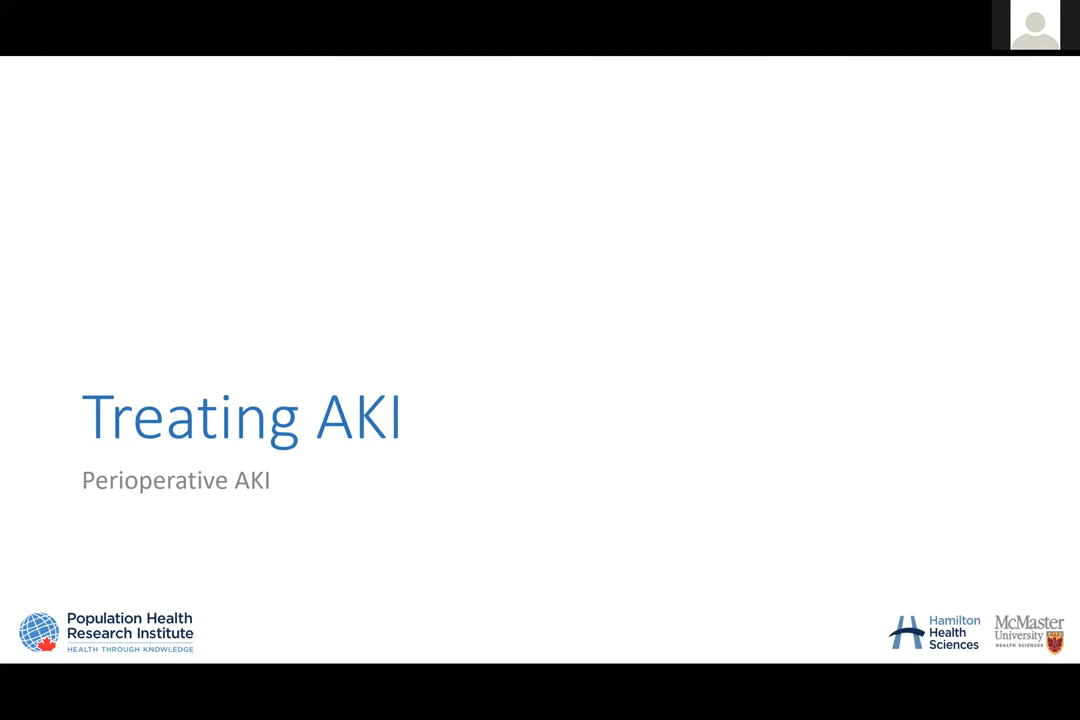 Treating AKI
Perioperative AKI
Population Health
Research Institute
HEALTH THROUGH KNOWLEDGE
Hamilton
Health
Sciences
McMaster
University
HEALTH SCIENCES